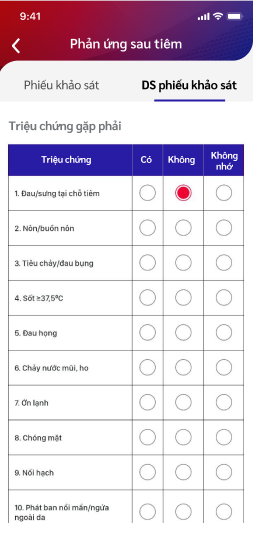 9:41
Phản ứng sau tiêm
Phiếu khảo sát DS phiếu khảo sát
Triệu chứng gặp phải
Triệu chứng Có Không Không nhớ
1. Đau/sưng tại chỗ tiêm
2. Nôn/buồn nôn
3. Tiêu chảy/đau bụng
4. Sốt ≥37,5ºC
5. Đau họng
6. Chảy nước mũi, ho
7. Ớn lạnh
8. Chóng mặt
9. Nổi hạch
10. Phát ban nổi mẩn/ngứa
ngoài da